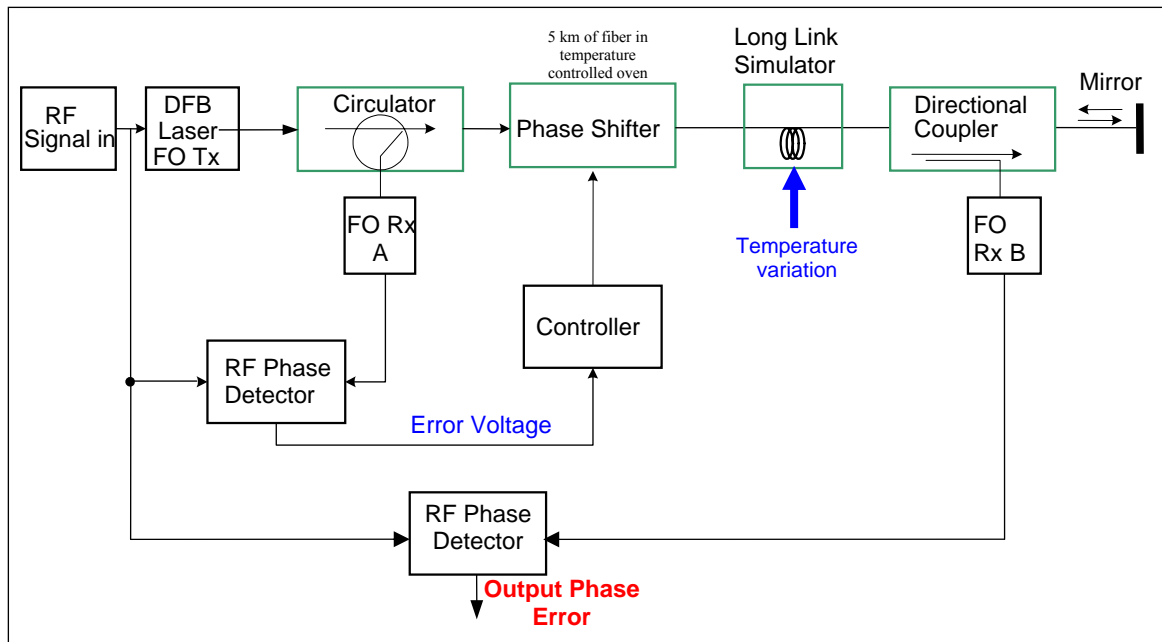 5 km of fiber in
temperature
controlled oven
Long Link
Simulator
Mirror
RF
Signal in
DFB
Laser
FO Tx
Circulator
Phase Shifter
Directional
Coupler
FO Rx
A
Temperature
variation
FO
Rx B
Controller
RF Phase
Detector
Error Voltage
RF Phase
Detector
Output Phase
Error